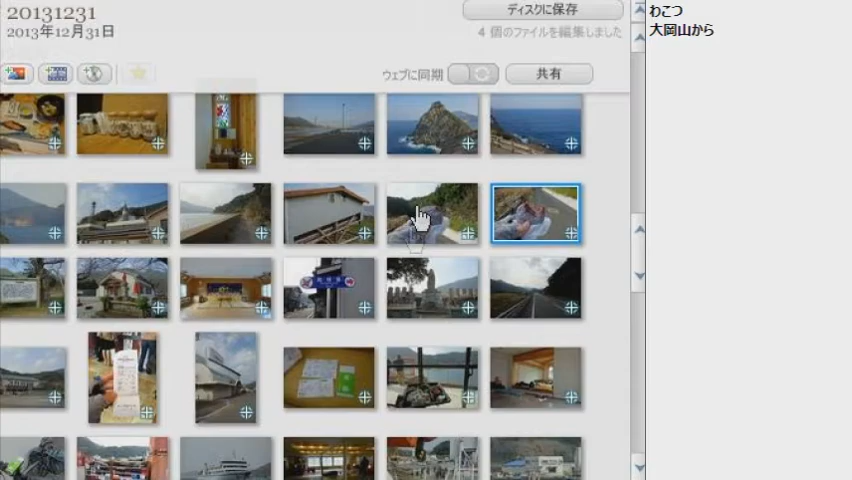 20131231
2013年12月31日
ディスクに保存
4 個のファイルを編集しました
ウェブに同期
共有
わこつ
大岡山から